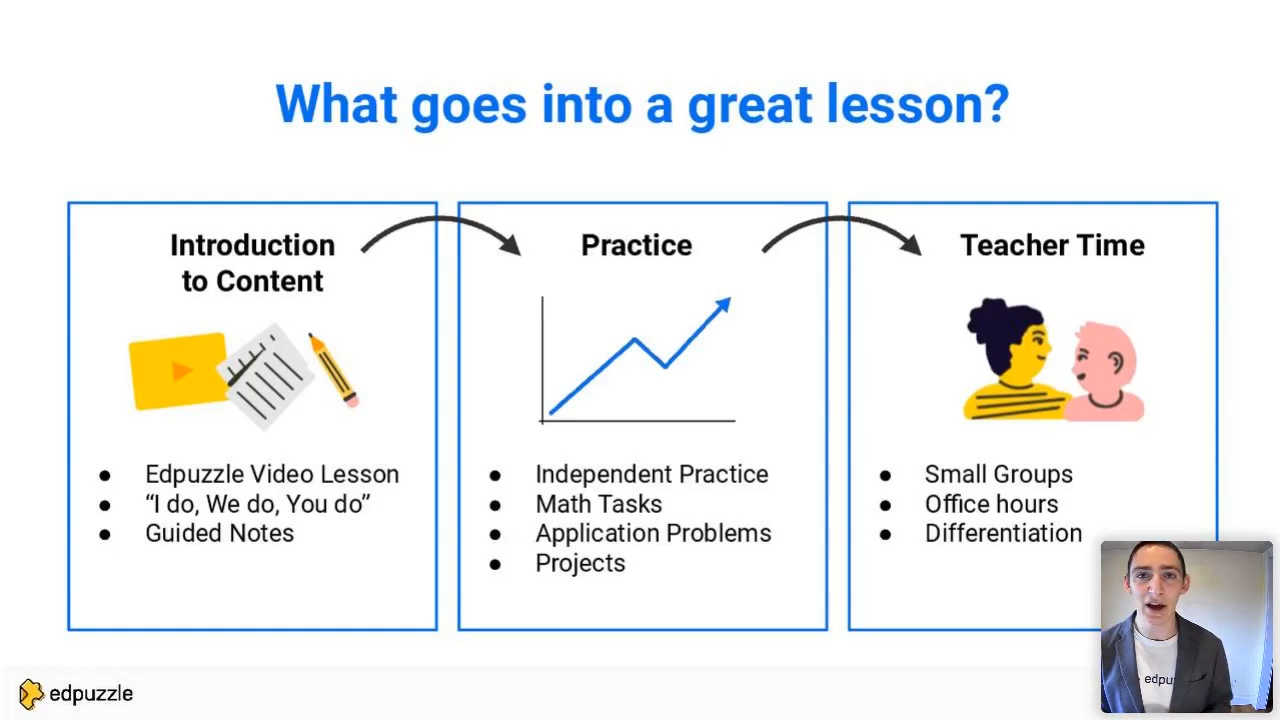 What goes into a great lesson?
Introduction
to Content
● Edpuzzle Video Lesson
● “I do, We do, You do”
● Guided Notes
Practice
● Independent Practice
● Math Tasks
● Application Problems
● Projects
Teacher Time
● Small Groups
● Office hours
● Differentiation
edpuzzle